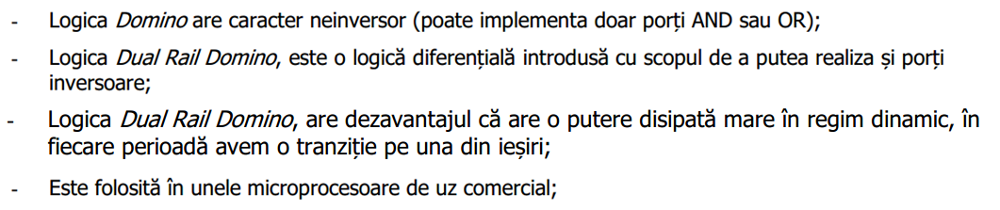 - Logica Domino are caracter neinversor (poate implementa doar porți AND sau OR);
- Logica Dual Rail Domino, este o logică diferențială introdusă cu scopul de a putea realiza și porți
inversoare;
- Logica Dual Rail Domino, are dezavantajul că are o putere disipată mare în regim dinamic, în
fiecare perioadă avem o tranziție pe una din ieșiri;
- Este folosită în unele microprocesoare de uz comercial;